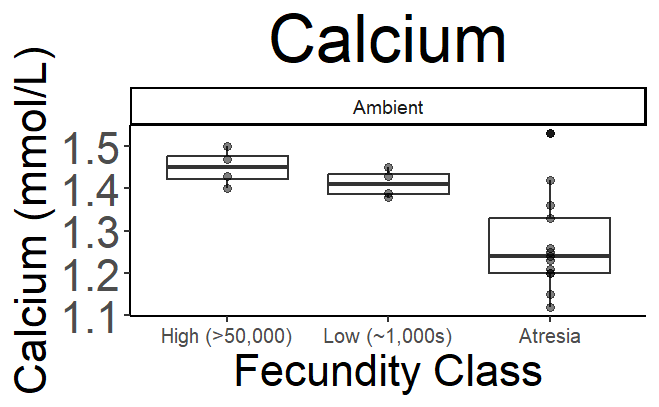 Calcium
Ambient
Calcium (mmol/L)
1.5
1.4
1.3
1.2
1.1
High (>50,000) Low (~1,000s) Atresia
Fecundity Class